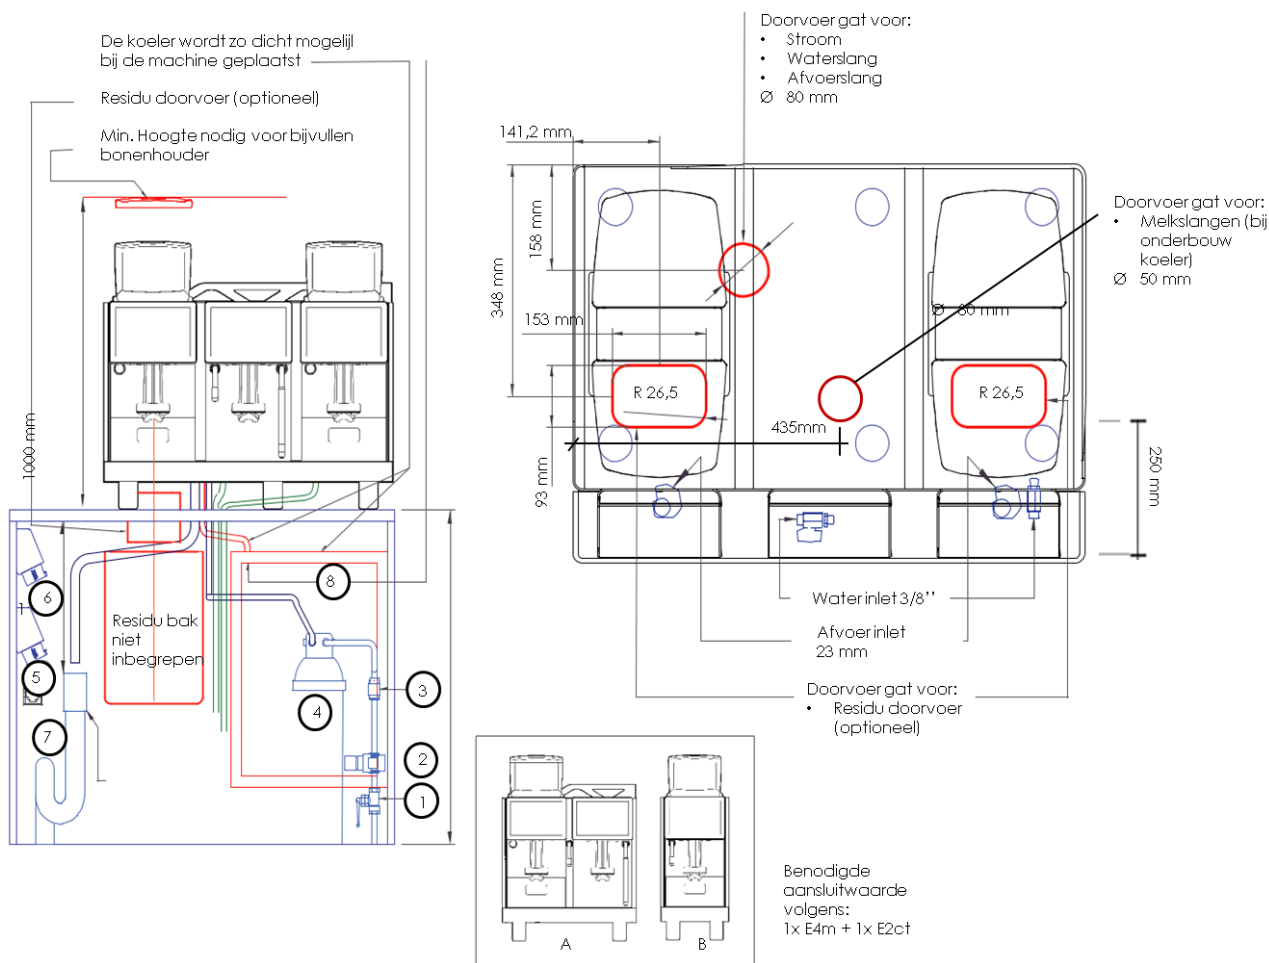 De koeler wordt zo dicht mogelijl
bij de machine geplaatst
Residu doorvoer (optioneel)
Min. Hoogte nodig voor bijvullen
bonenhouder
1000 mm
Residu bak
niet
inbegrepen
1
2
3
4
5
6
7
8
Doorvoer gat voor:
• Stroom
• Waterslang
• Afvoerslang
Ø 80 mm
141,2 mm
158 mm
348 mm
153 mm
93 mm
R 26,5
R 26,5
Ø 80 mm
435mm
250 mm
Doorvoer gat voor:
• Melkslangen (bij
onderbouw
koeler)
Ø 50 mm
Water inlet 3/8’’
Afvoer inlet
23 mm
Doorvoer gat voor:
• Residu doorvoer
(optioneel)
A
B
Benodigde
aansluitwaarde
volgens:
1x E4m + 1x E2ct